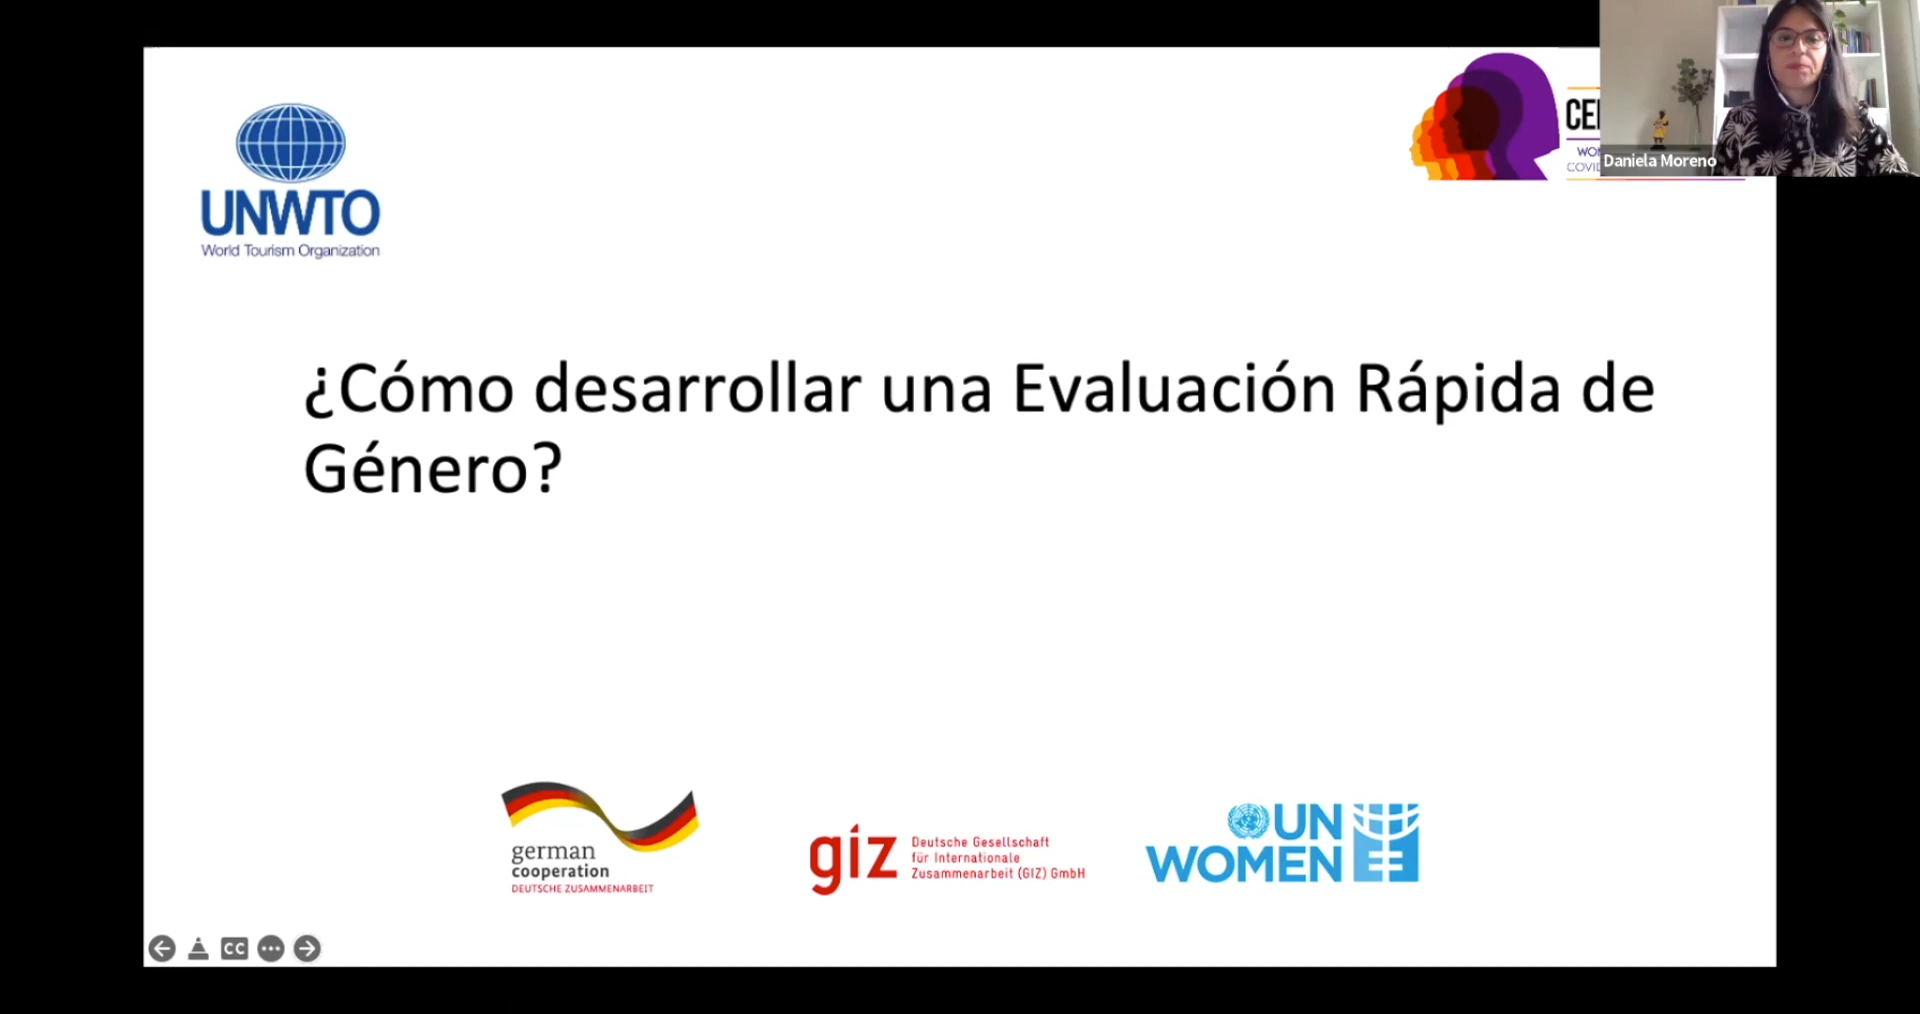 UNWTO
World Tourism Organization
Daniela Moreno
¿Cómo desarrollar una Evaluación Rápida de
Género?
german
cooperation
DEUTSCHE ZUSAMMENARBEIT
giz
Deutsche Gesellschaft
für Internationale
Zusammenarbeit (GIZ) GmbH
UN
WOMEN
CC